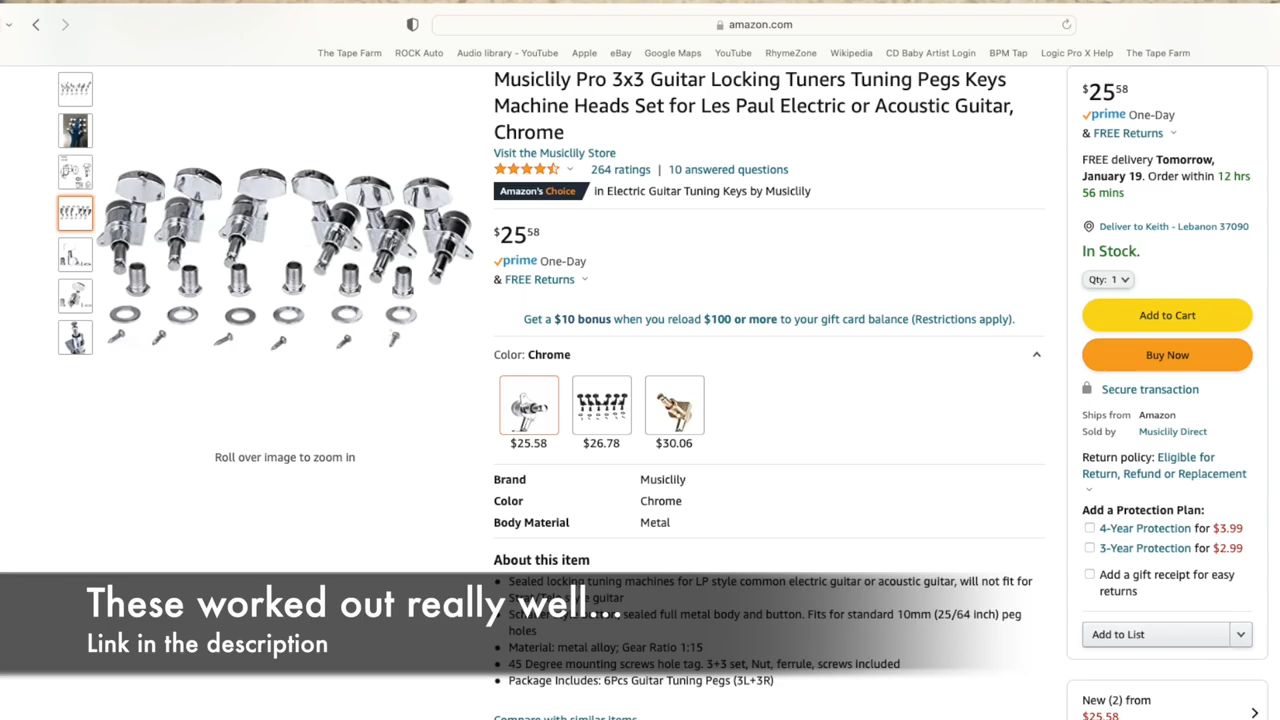 amazon.com
The Tape Farm ROCK Auto Audio library - YouTube Apple eBay Google Maps YouTube RhymeZone Wikipedia CD Baby Artist Login BPM Tap Logic Pro X Help The Tape Farm
Musiclily Pro 3x3 Guitar Locking Tuners Tuning Pegs Keys
Machine Heads Set for Les Paul Electric or Acoustic Guitar,
Chrome
Visit the Musiclily Store
264 ratings | 10 answered questions
Amazon's Choice in Electric Guitar Tuning Keys by Musiclily
$25 58
prime One-Day
& FREE Returns
Get a $10 bonus when you reload $100 or more to your gift card balance (Restrictions apply).
Color: Chrome
$25.58 $26.78 $30.06
Roll over image to zoom in
Brand Musiclily
Color Chrome
Body Material Metal
About this item
• Sealed locking tuning machines for LP style common electric guitar or acoustic guitar, will not fit for
guitar
sealed full metal body and button. Fits for standard 10mm (25/64 inch) peg
holes
• Material: metal alloy; Gear Ratio 1:15
• 45 Degree mounting screws hole tag. 3+3 set, Nut, ferrule, screws Included
• Package Includes: 6Pcs Guitar Tuning Pegs (3L+3R)
Compare with similar items
These worked out really well...
Link in the description
$25 58
prime One-Day
& FREE Returns
FREE delivery Tomorrow,
January 19. Order within 12 hrs
56 mins
Deliver to Keith - Lebanon 37090
In Stock.
Qty: 1
Add to Cart
Buy Now
Secure transaction
Ships from Amazon
Sold by Musiclily Direct
Return policy: Eligible for
Return, Refund or Replacement
Add a Protection Plan:
4-Year Protection for $3.99
3-Year Protection for $2.99
Add a gift receipt for easy
returns
Add to List
New (2) from
$25.58